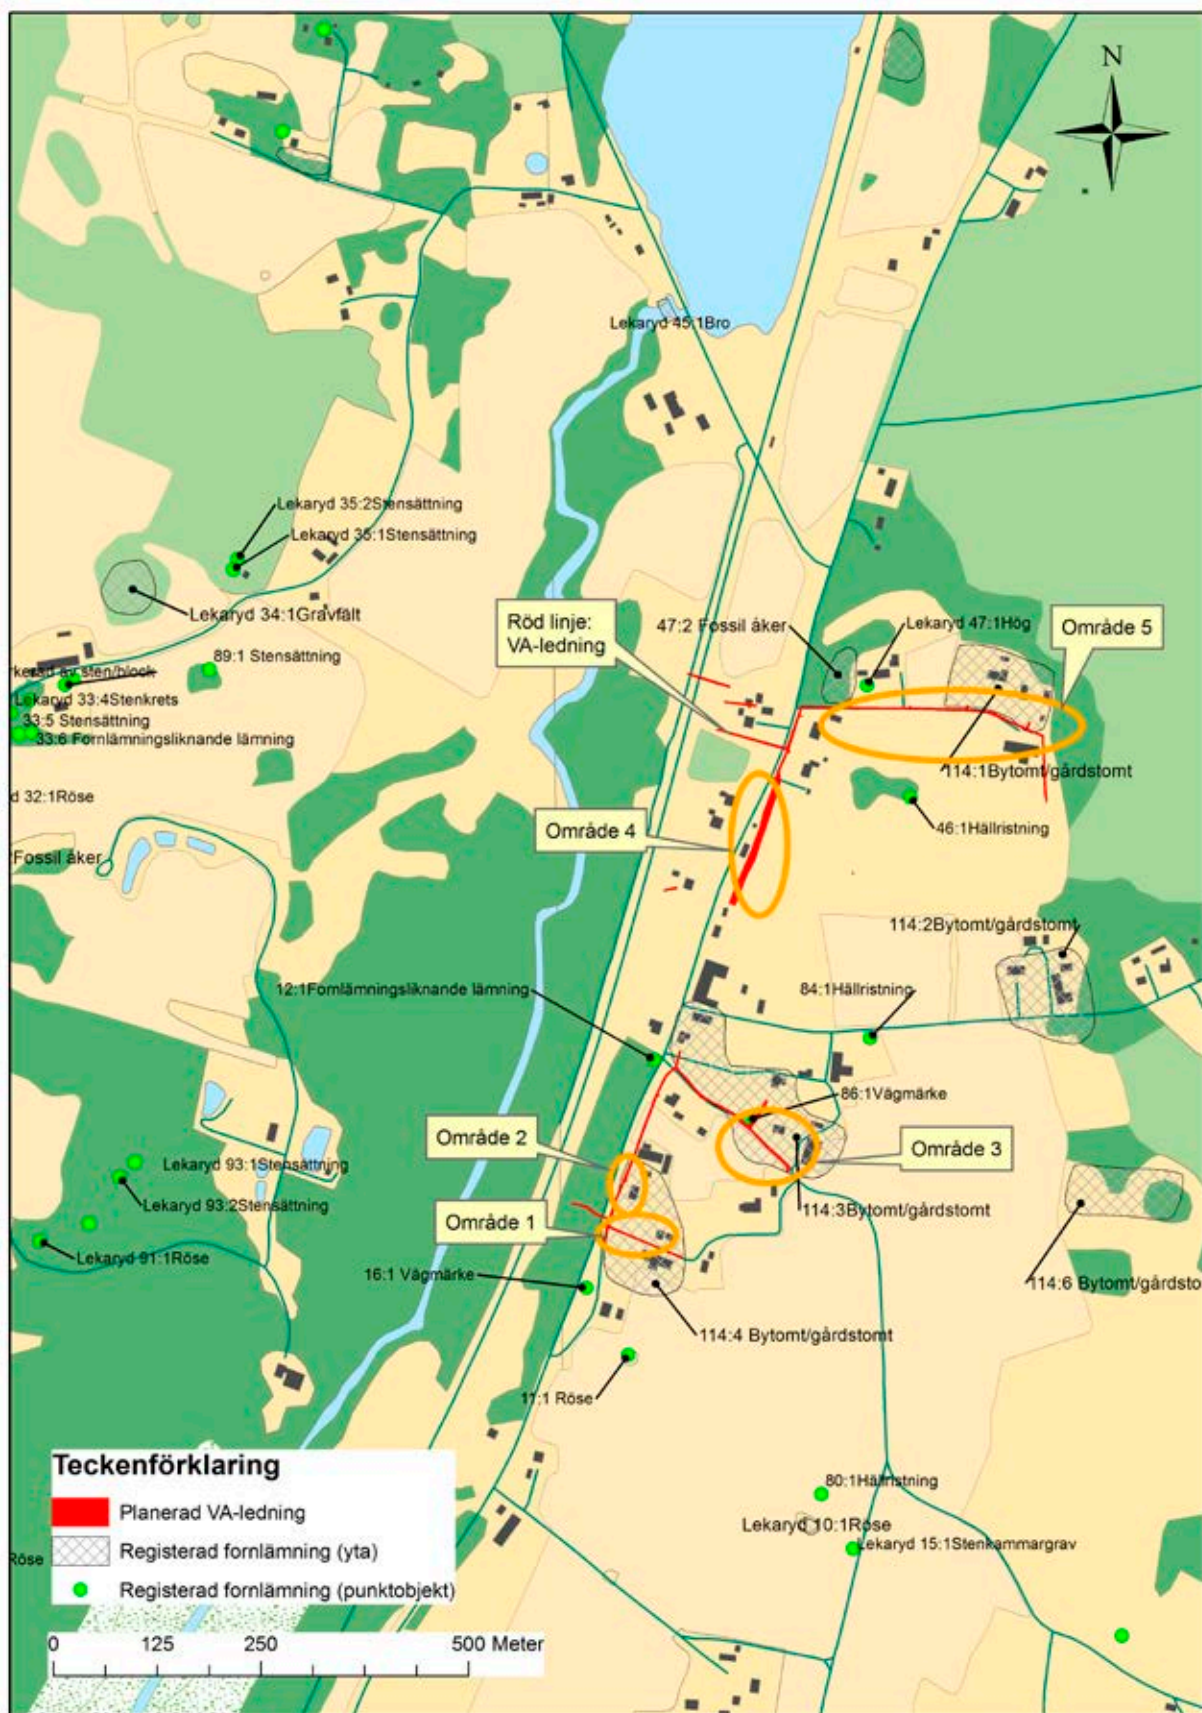 N
Lekaryd 45:1Bro
Lekaryd 35:2Stensättning
Lekaryd 35:1Stensättning
Lekaryd 34:1Gravfält
Röd linje:
VA-ledning
47:2 Fossil åker
Lekaryd 47:1Hög
Område 5
89:1 Stensättning
rkerad av sten/block
Lekaryd 33:4Stenkrets
33:5 Stensättning
33:6 Fornlämningsliknande lämning
114:1Bytomt/gårdstomt
d 32:1Röse
Område 4
46:1Hällristning
Fossil åker
114:2Bytomt/gårdstomt
12:1Fornlämningsliknande lämning
84:1Hällristning
86:1Vägmärke
Område 2
Område 3
Lekaryd 93:1Stensättning
Lekaryd 93:2Stensättning
114:3Bytomt/gårdstomt
Område 1
Lekaryd 91:1Röse
16:1 Vägmärke
114:6 Bytomt/gårdsto
114:4 Bytomt/gårdstomt
11:1 Röse
Teckenförklaring
80:1Hällristning
Planerad VA-ledning
Lekaryd 10:1Röse
Lekaryd 15:1Stenkammargrav
Registerad fornlämning (yta)
Röse
Registerad fornlämning (punktobjekt)
0 125 250 500 Meter